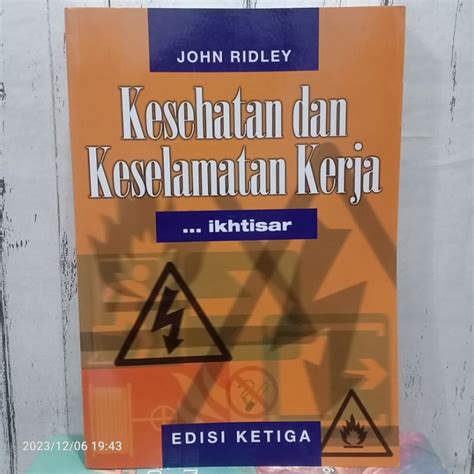 JOHN RIDLEY
Kesehatan dan
Keselamatan Kerja
... ikhtisar
EDISI KETIGA
2023/12/06 19:43